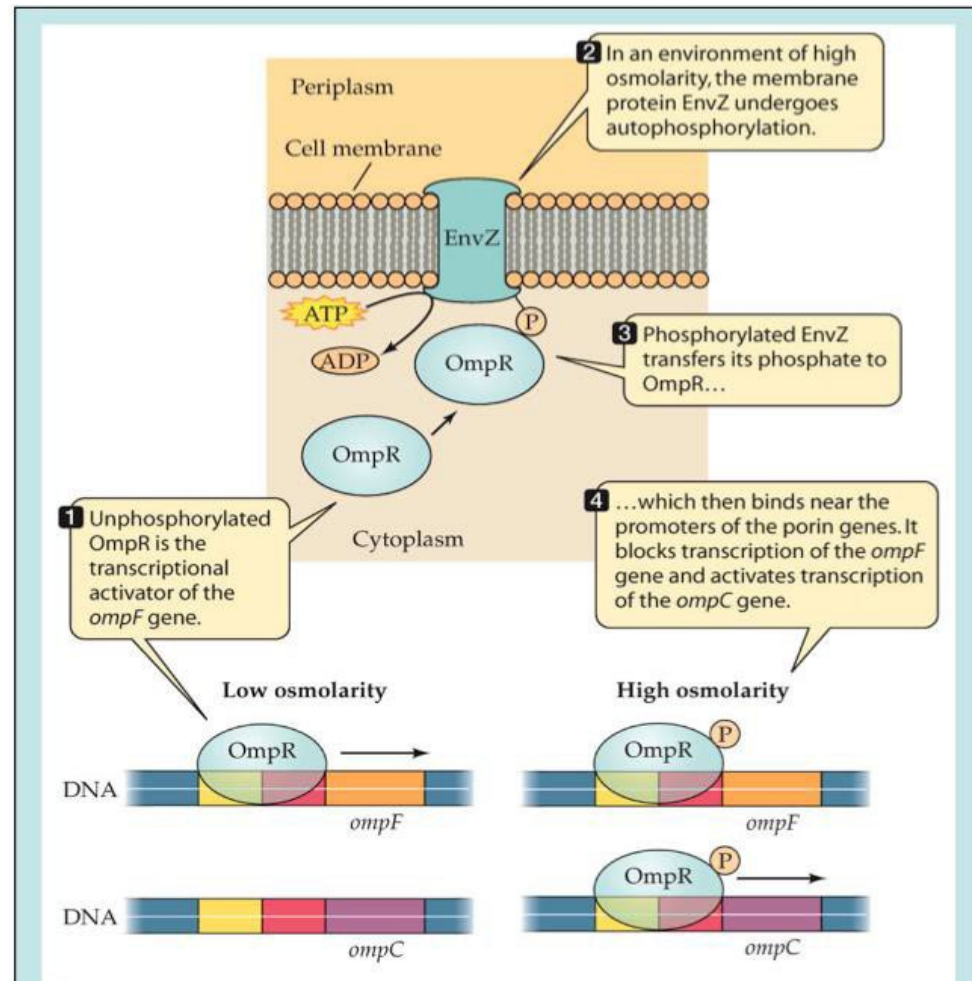 2 In an environment of high
osmolarity, the membrane
protein EnvZ undergoes
autophosphorylation.
Periplasm
Cell membrane
EnvZ
ATP
ADP
P
OmpR
3 Phosphorylated EnvZ
transfers its phosphate to
OmpR...
OmpR
Cytoplasm
1 Unphosphorylated
OmpR is the
transcriptional
activator of the
ompF gene.
4 ...which then binds near the
promoters of the porin genes. It
blocks transcription of the ompF
gene and activates transcription
of the ompC gene.
Low osmolarity
OmpR
DNA
ompF
DNA
ompC
High osmolarity
OmpR
P
ompF
OmpR
P
ompC